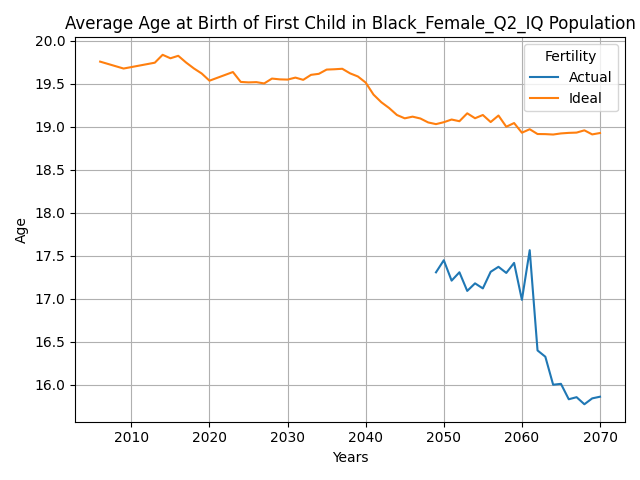 Average Age at Birth of First Child in Black_Female_Q2_IQ Population
Fertility
Actual
Ideal
Age
20.0
19.5
19.0
18.5
18.0
17.5
17.0
16.5
16.0
2010 2020 2030 2040 2050 2060 2070
Years